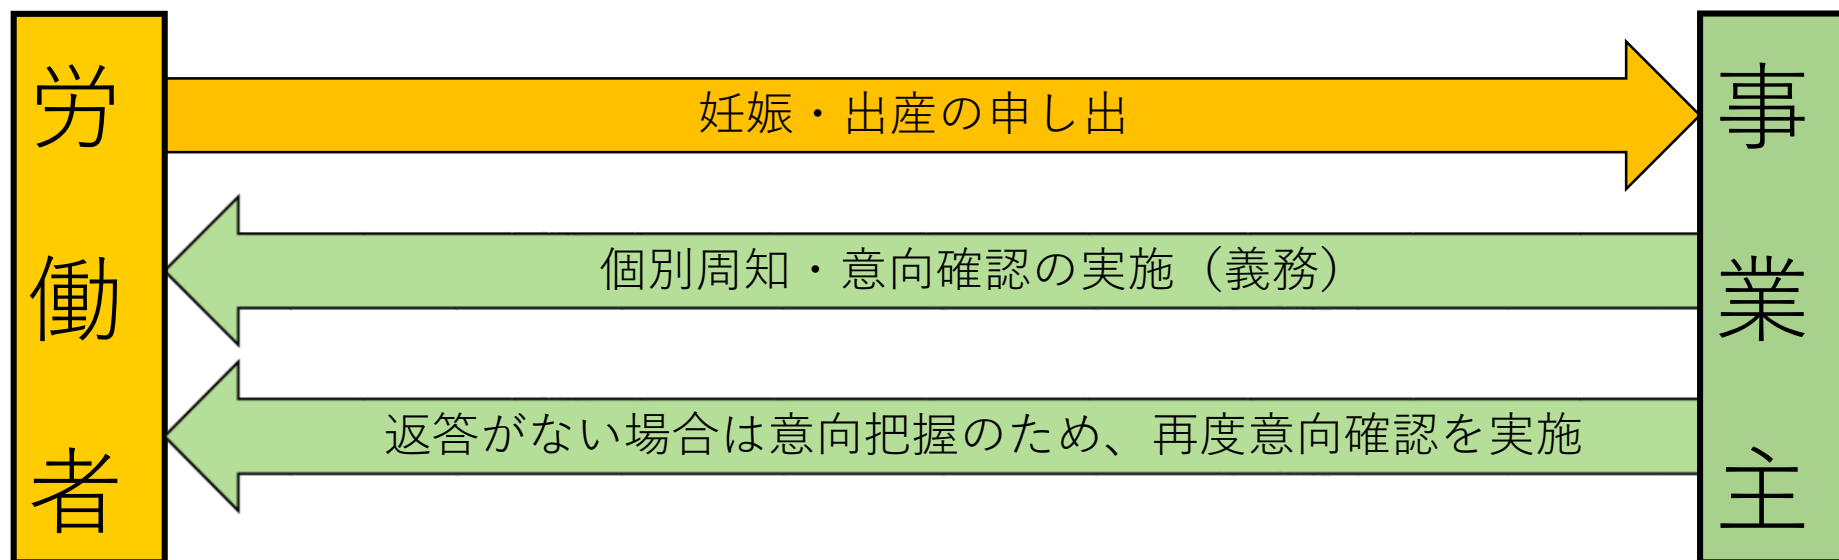 労働者
妊娠・出産の申し出
個別周知・意向確認の実施（義務）
返答がない場合は意向把握のため、再度意向確認を実施
事業主